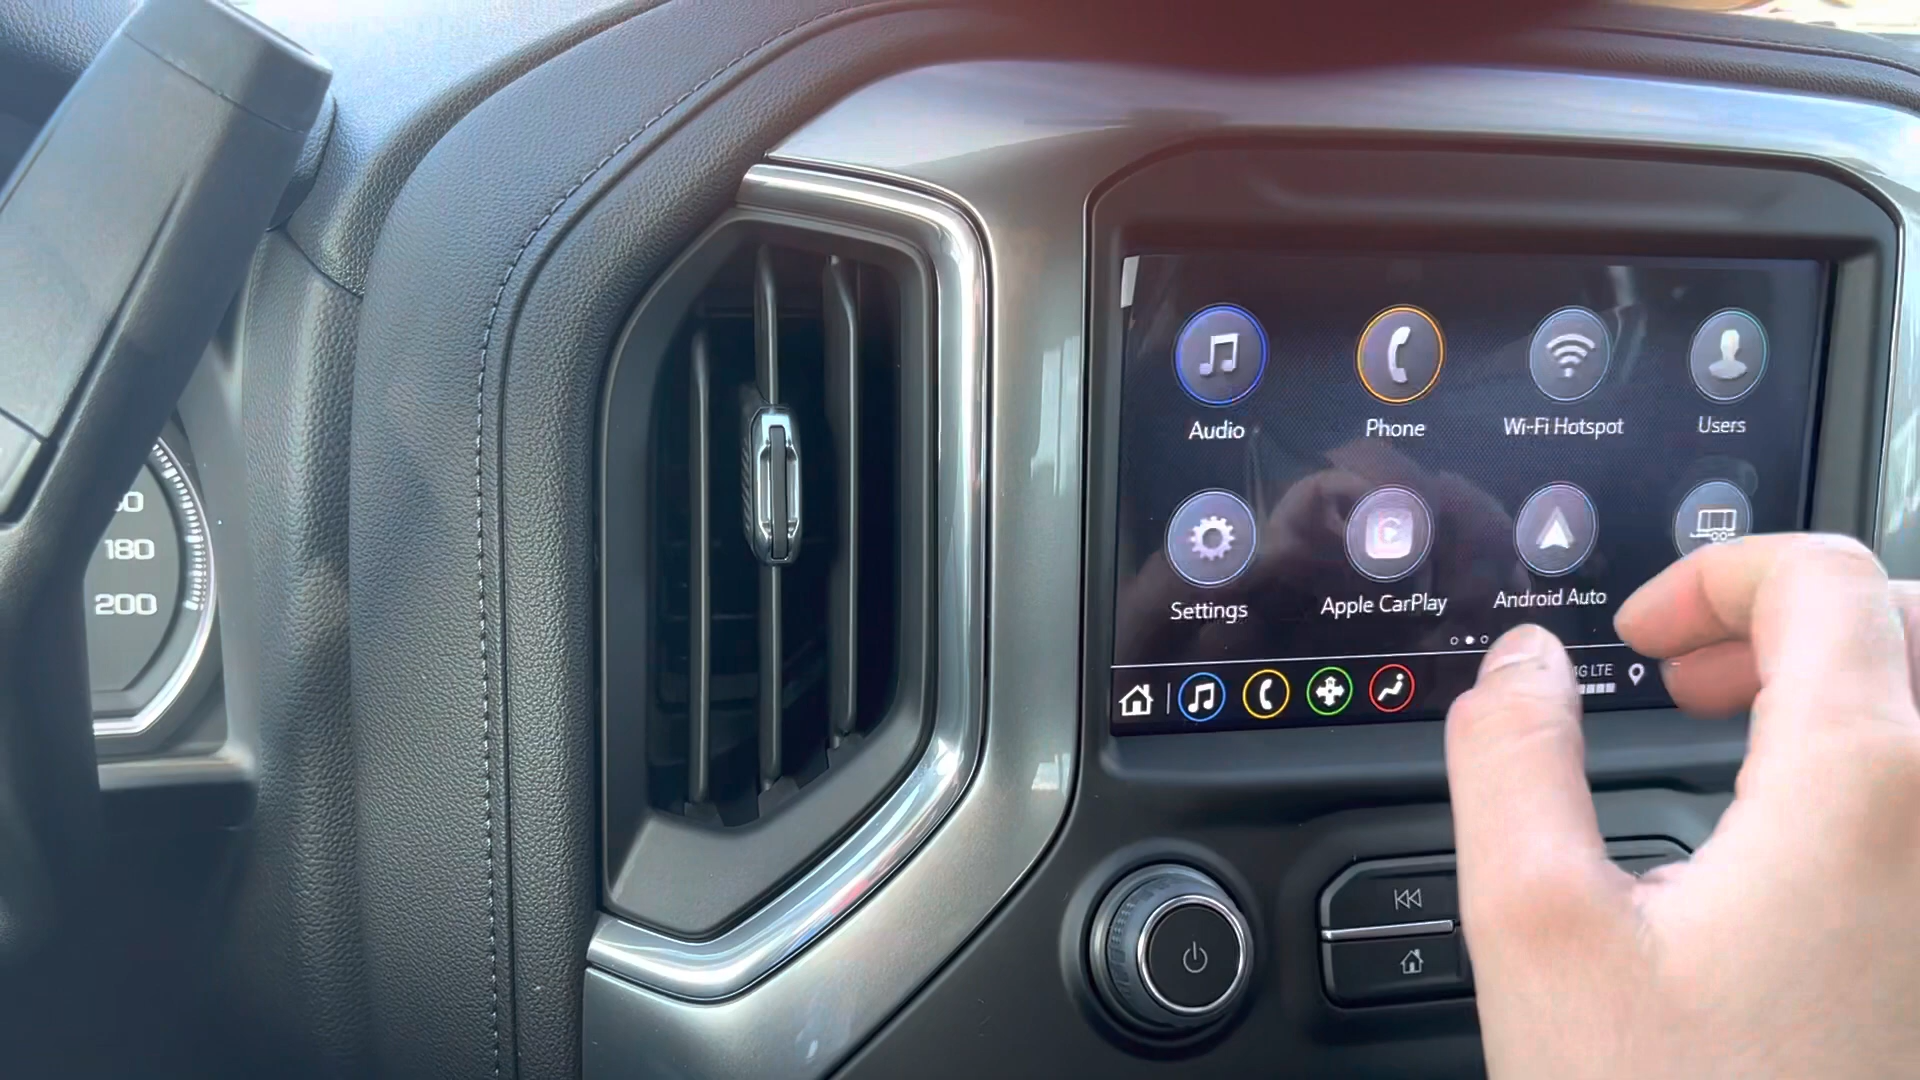 Audio
Phone
Wi-Fi Hotspot
Users
Settings
Apple CarPlay
Android Auto
LTE
180
200